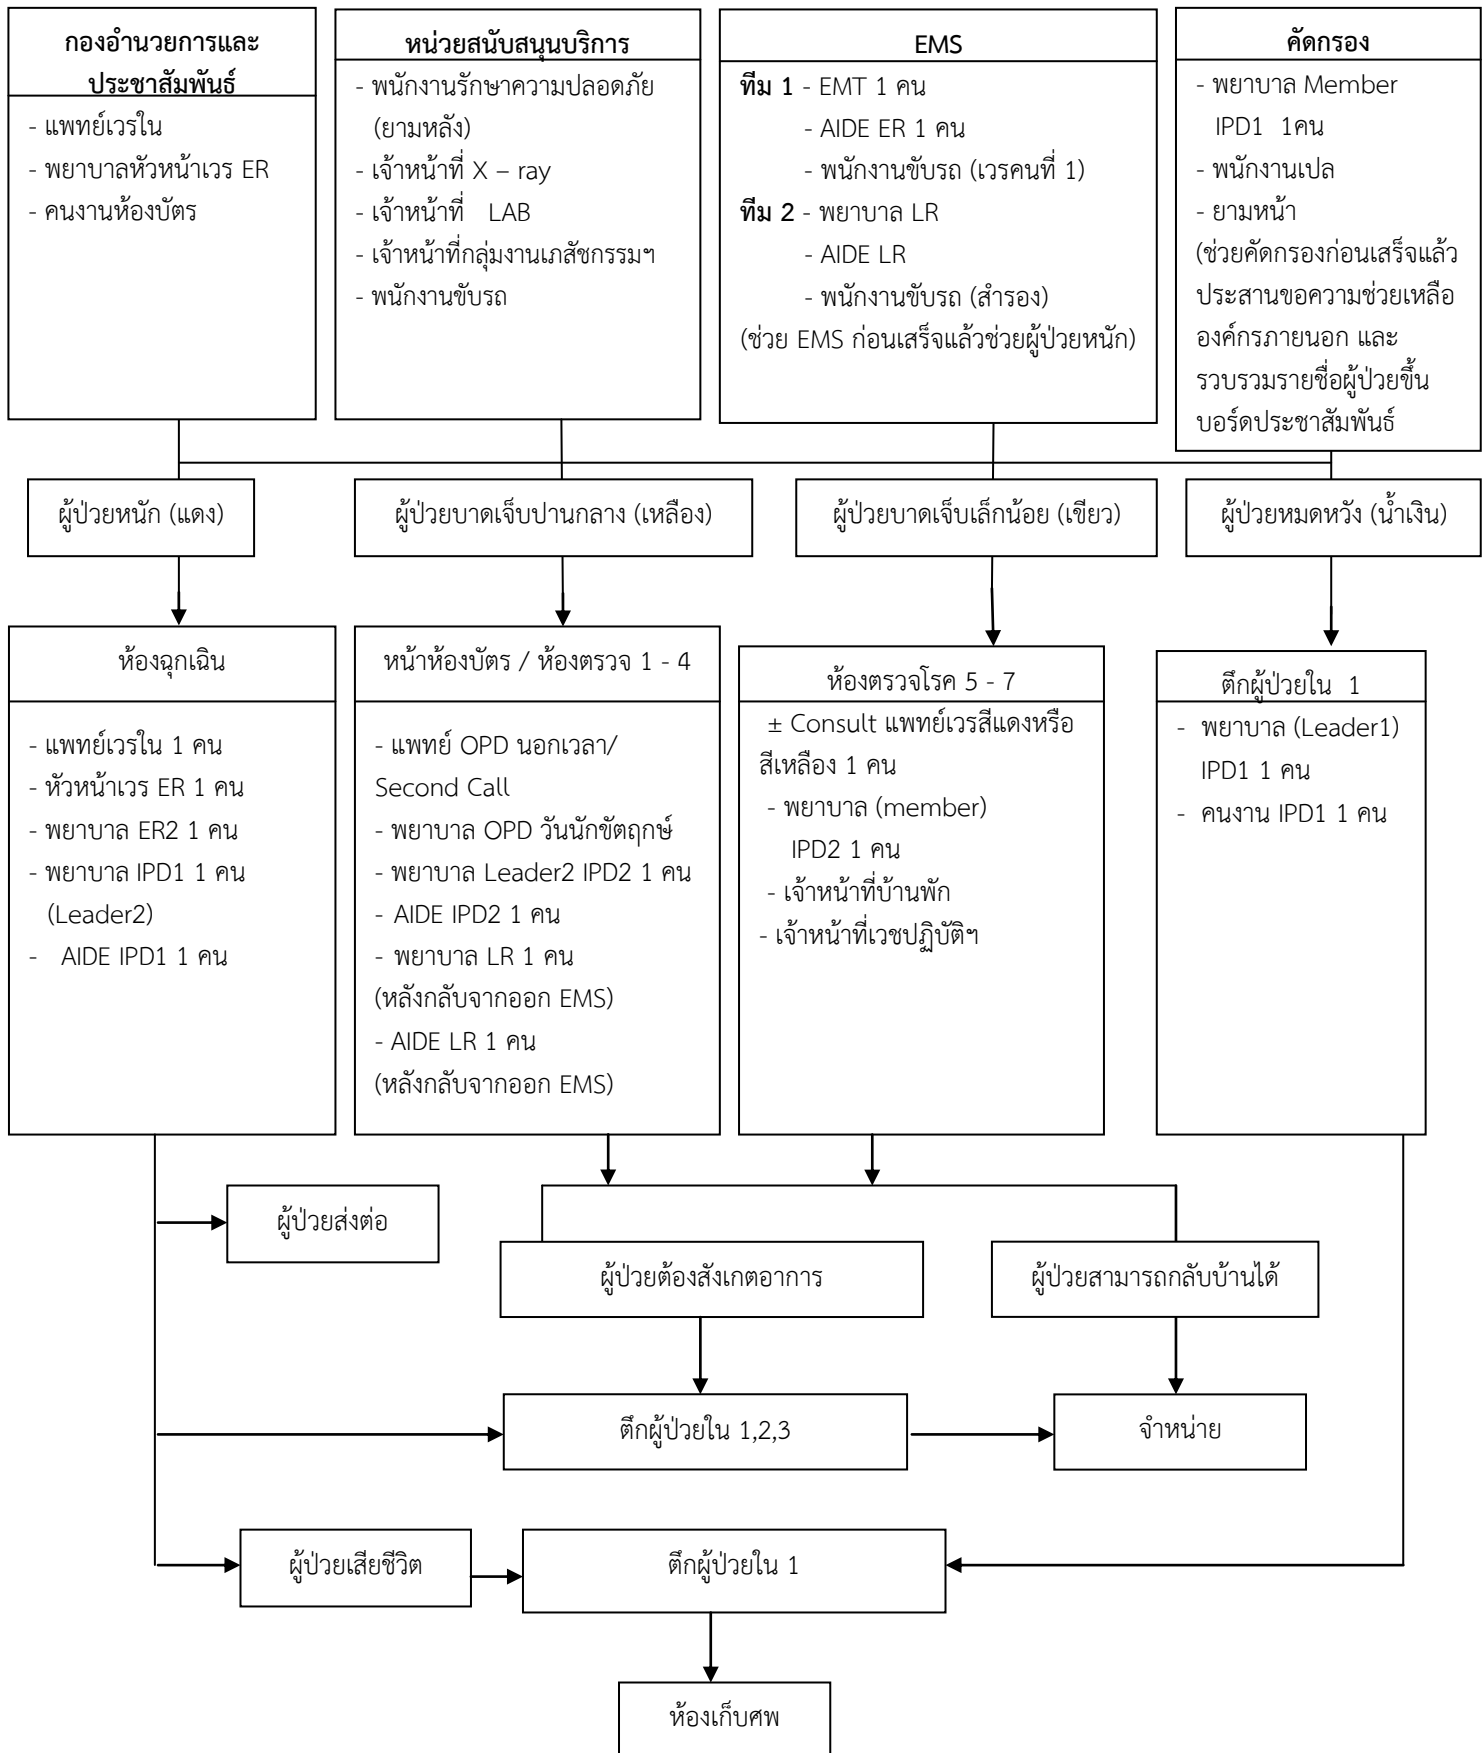 กองอำนวยการและ
ประชาสัมพันธ์
- แพทย์เวรใน
- พยาบาลหัวหน้าเวร ER
- คนงานห้องบัตร
หน่วยสนับสนุนบริการ
- พนักงานรักษาความปลอดภัย
(ยามหลัง)
- เจ้าหน้าที่ X – ray
- เจ้าหน้าที่ LAB
- เจ้าหน้าที่กลุ่มงานเภสัชกรรมฯ
- พนักงานขับรถ
EMS
ทีม 1 - EMT 1 คน
- AIDE ER 1 คน
- พนักงานขับรถ (เวรคนที่ 1)
ทีม 2 - พยาบาล LR
- AIDE LR
- พนักงานขับรถ (สำรอง)
(ช่วย EMS ก่อนเสร็จแล้วช่วยผู้ป่วยหนัก)
คัดกรอง
- พยาบาล Member
IPD1 1คน
- พนักงานเปล
- ยามหน้า
(ช่วยคัดกรองก่อนเสร็จแล้ว
ประสานขอความช่วยเหลือ
องค์กรภายนอก และ
รวบรวมรายชื่อผู้ป่วยขึ้น
บอร์ดประชาสัมพันธ์
ผู้ป่วยหนัก (แดง)
ผู้ป่วยบาดเจ็บปานกลาง (เหลือง)
ผู้ป่วยบาดเจ็บเล็กน้อย (เขียว)
ผู้ป่วยหมดหวัง (น้ำเงิน)
ห้องฉุกเฉิน
- แพทย์เวรใน 1 คน
- หัวหน้าเวร ER 1 คน
- พยาบาล ER2 1 คน
- พยาบาล IPD1 1 คน
(Leader2)
- AIDE IPD1 1 คน
หน้าห้องบัตร / ห้องตรวจ 1 - 4
- แพทย์ OPD นอกเวลา/
Second Call
- พยาบาล OPD วันนักขัตฤกษ์
- พยาบาล Leader2 IPD2 1 คน
- AIDE IPD2 1 คน
- พยาบาล LR 1 คน
(หลังกลับจากออก EMS)
- AIDE LR 1 คน
(หลังกลับจากออก EMS)
ห้องตรวจโรค 5 - 7
± Consult แพทย์เวรสีแดงหรือ
สีเหลือง 1 คน
- พยาบาล (member)
IPD2 1 คน
- เจ้าหน้าที่บ้านพัก
- เจ้าหน้าที่เวชปฏิบัติฯ
ตึกผู้ป่วยใน 1
- พยาบาล (Leader1)
IPD1 1 คน
- คนงาน IPD1 1 คน
ผู้ป่วยส่งต่อ
ผู้ป่วยต้องสังเกตอาการ
ผู้ป่วยสามารถกลับบ้านได้
ตึกผู้ป่วยใน 1,2,3
จำหน่าย
ผู้ป่วยเสียชีวิต
ตึกผู้ป่วยใน 1
ห้องเก็บศพ